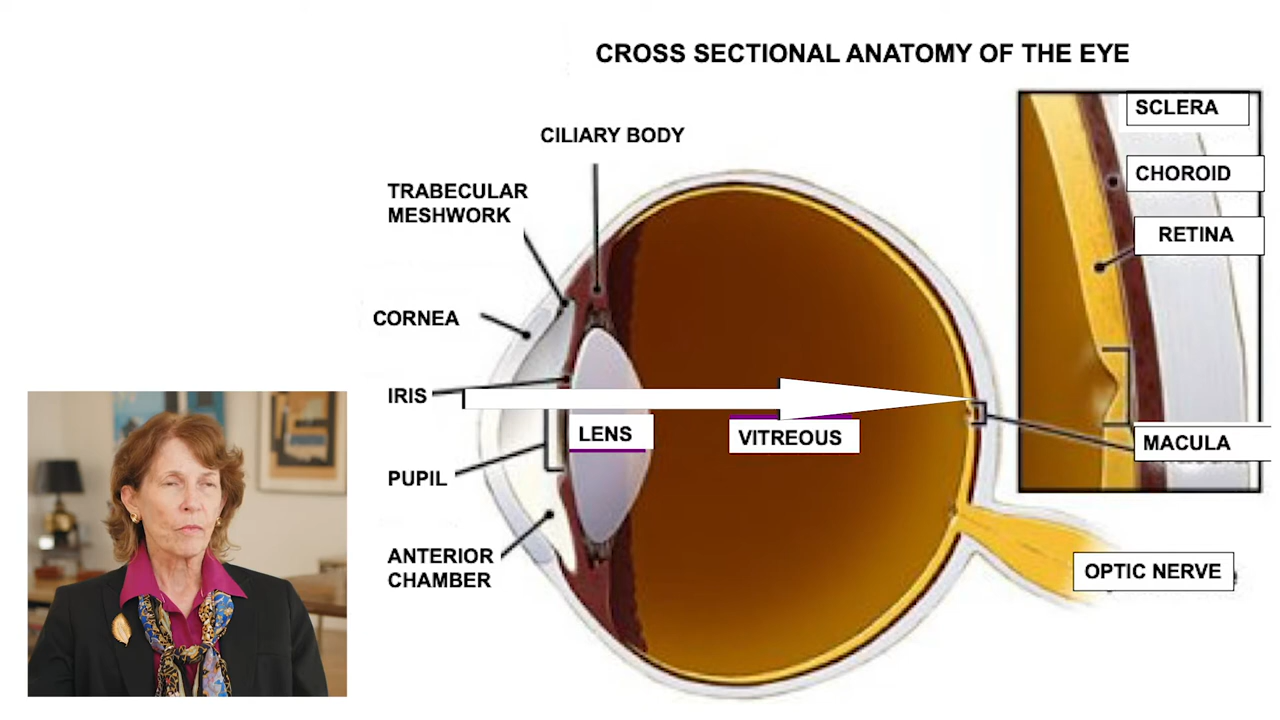 CROSS SECTIONAL ANATOMY OF THE EYE
CILIARY BODY
TRABECULAR
MESHWORK
CORNEA
IRIS
PUPIL
ANTERIOR
CHAMBER
LENS
VITREOUS
SCLERA
CHOROID
RETINA
MACULA
OPTIC NERVE